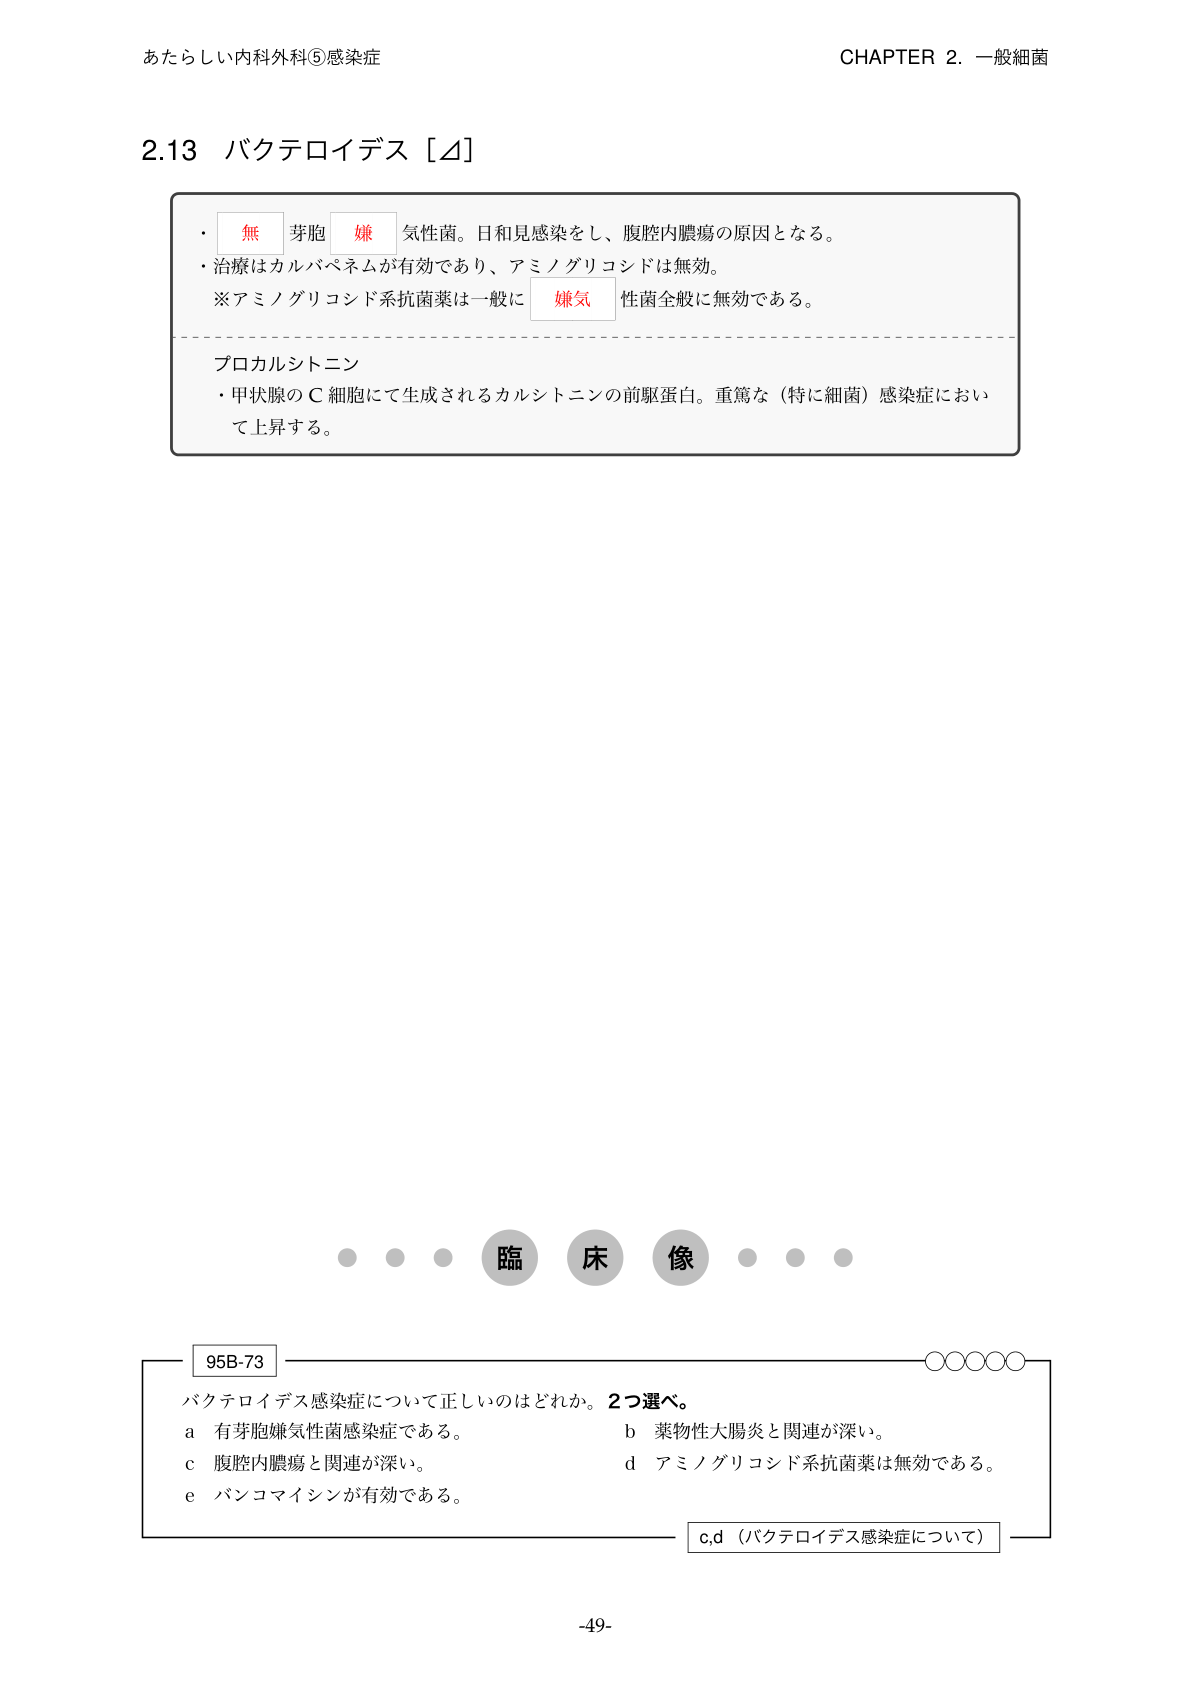 あたらしい内科外科⑤感染症 CHAPTER 2. 一般細菌
2.13 バクテロイデス［⊿］
・ 無 芽胞 嫌 気性菌。日和見感染をし、腹腔内膿瘍の原因となる。
・治療はカルバペネムが有効であり、アミノグリコシドは無効。
※アミノグリコシド系抗菌薬は一般に 嫌気 性菌全般に無効である。
プロカルシトニン
・甲状腺の C 細胞にて生成されるカルシトニンの前駆蛋白。重篤な（特に細菌）感染症におい
て上昇する。
臨 床 像
95B-73
バクテロイデス感染症について正しいのはどれか。2つ選べ。
a 有芽胞嫌気性菌感染症である。 b 薬物性大腸炎と関連が深い。
c 腹腔内膿瘍と関連が深い。 d アミノグリコシド系抗菌薬は無効である。
e バンコマイシンが有効である。
c,d （バクテロイデス感染症について）
-49-